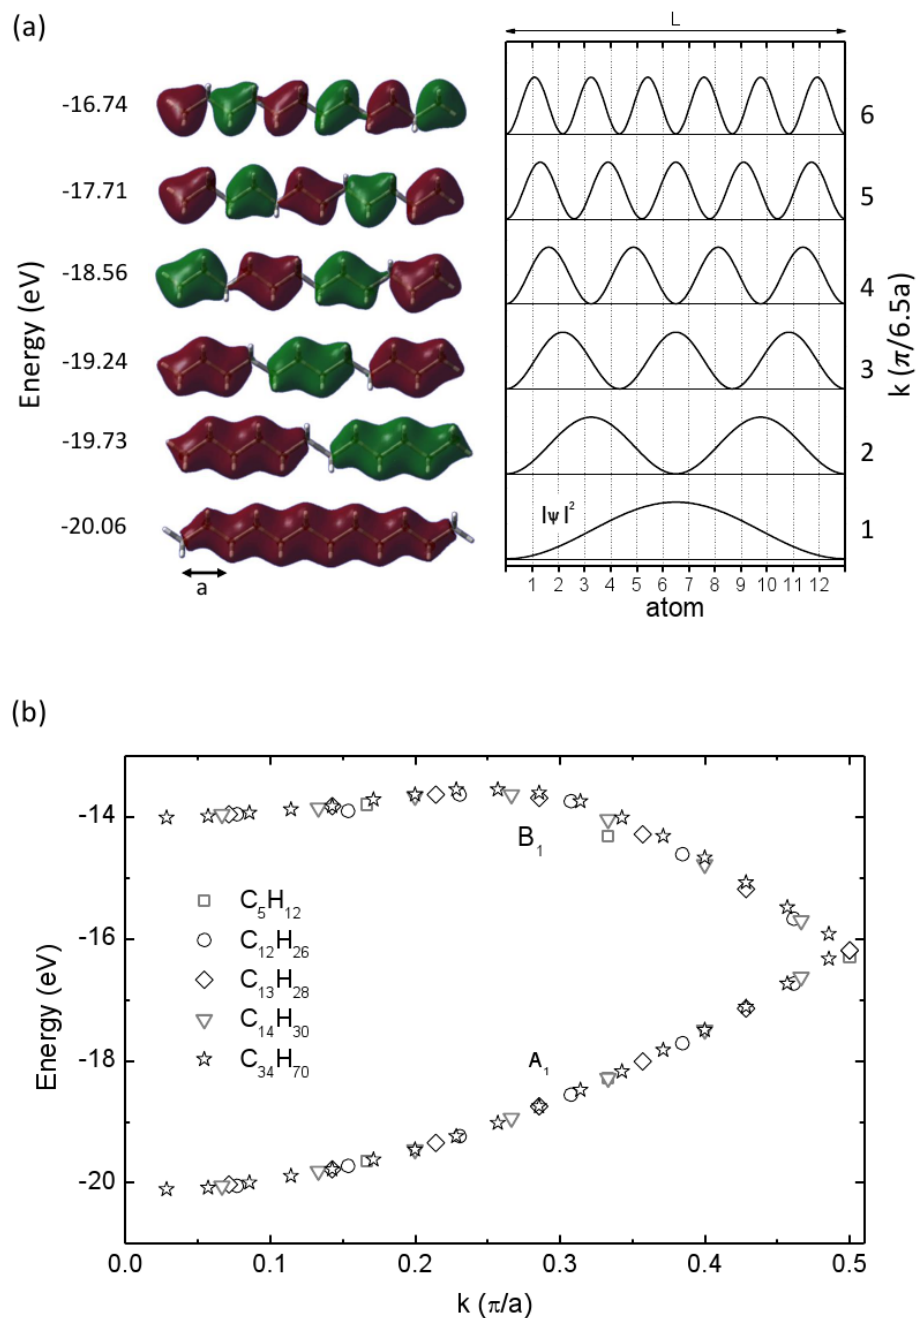 (a)
L
-16.74
6
-17.71
5
-18.56
4
-19.24
3
-19.73
2
-20.06
|ψ|²
1
a
Energy (eV)
k (π/6.5a)
1 2 3 4 5 6 7 8 9 10 11 12
atom
(b)
-14
-16
-18
-20
B₁
C₅H₁₂
C₁₂H₂₆
C₁₃H₂₈
C₁₄H₃₀
C₃₄H₇₀
A₁
Energy (eV)
0.0 0.1 0.2 0.3 0.4 0.5
k (π/a)